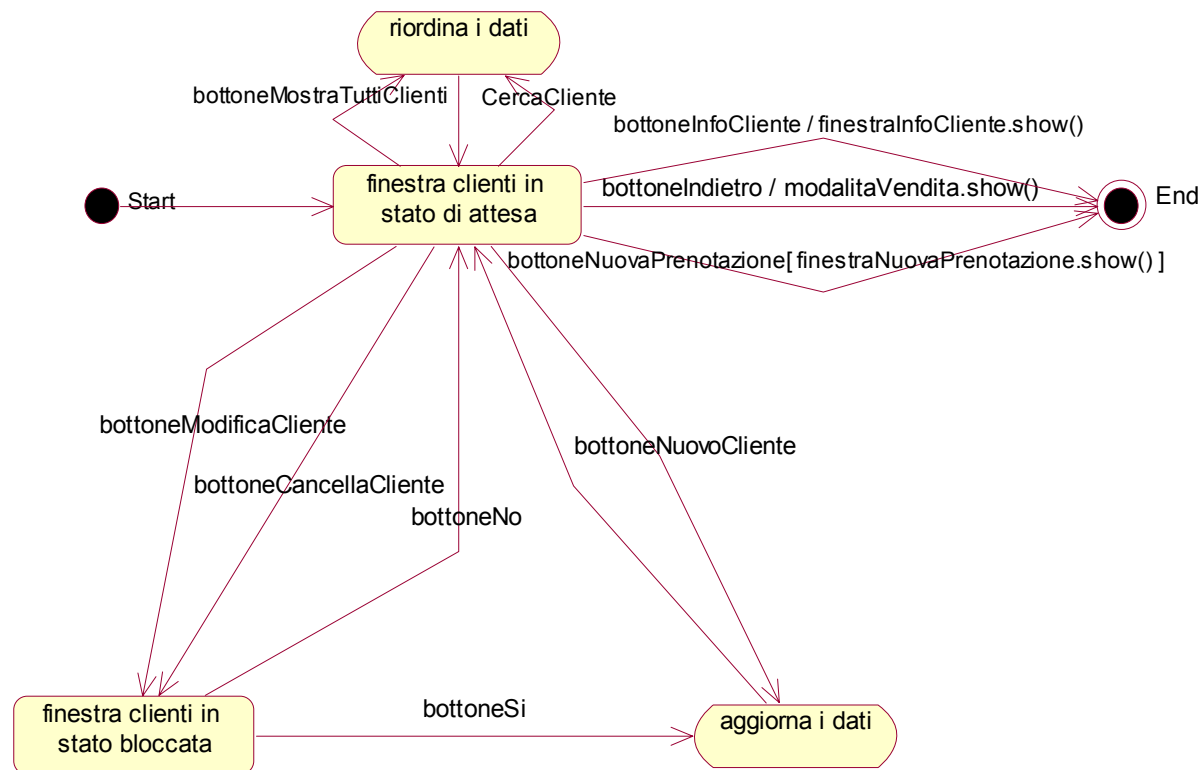 riordina i dati
bottoneMostraTuttiClienti
CercaCliente
bottoneInfoCliente / finestraInfoCliente.show()
finestra clienti in
stato di attesa
bottoneIndietro / modalitaVendita.show()
Start
End
bottoneNuovaPrenotazione[ finestraNuovaPrenotazione.show() ]
bottoneModificaCliente
bottoneNuovoCliente
bottoneCancellaCliente
bottoneNo
finestra clienti in
stato bloccata
bottoneSi
aggiorna i dati